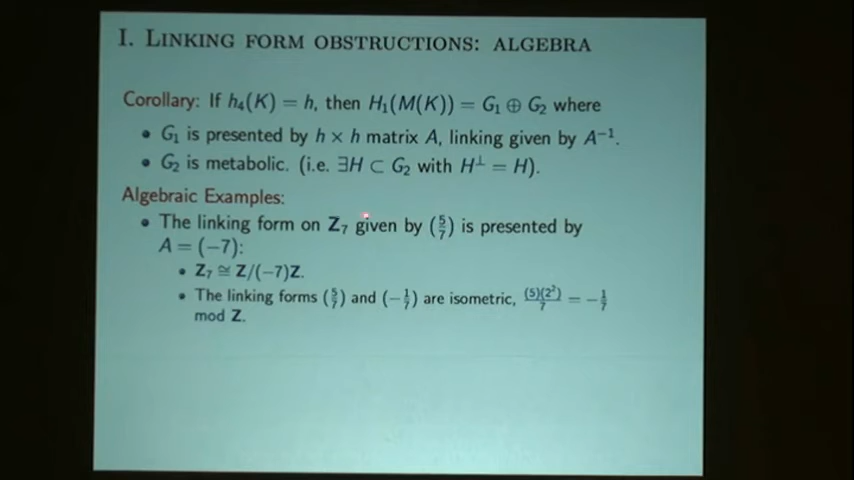 I. LINKING FORM OBSTRUCTIONS: ALGEBRA
Corollary: If h₄(K) = h, then H₁(M(K)) = G₁ ⊕ G₂ where
• G₁ is presented by h × h matrix A, linking given by A⁻¹.
• G₂ is metabolic. (i.e. ∃H ⊂ G₂ with H^⊥ = H).
Algebraic Examples:
• The linking form on Z₇ given by (5/7) is presented by
A = (−7):
• Z₇ ≅ Z/(−7)Z.
• The linking forms (5/7) and (−1/7) are isometric, (5)(2²)/7 = −1/7
mod Z.